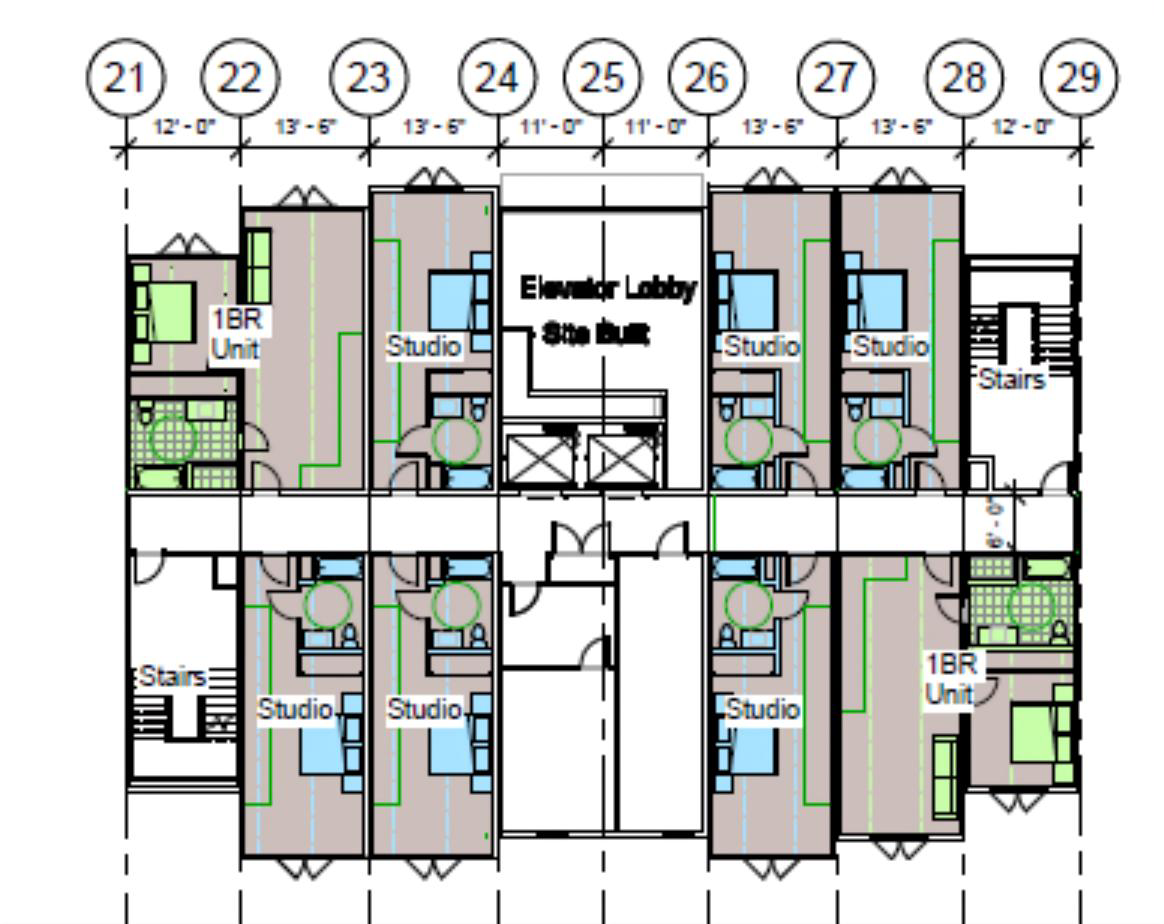 21 22 23 24 25 26 27 28 29
12' - 0" 13' - 6" 13' - 6" 11' - 0" 11' - 0" 13' - 6" 13' - 6" 12' - 0"
Elevator Lobby
Site Built
1BR
Unit
Studio
Studio
Studio
Stairs
6' - 0"
Stairs
Studio
Studio
Studio
1BR
Unit